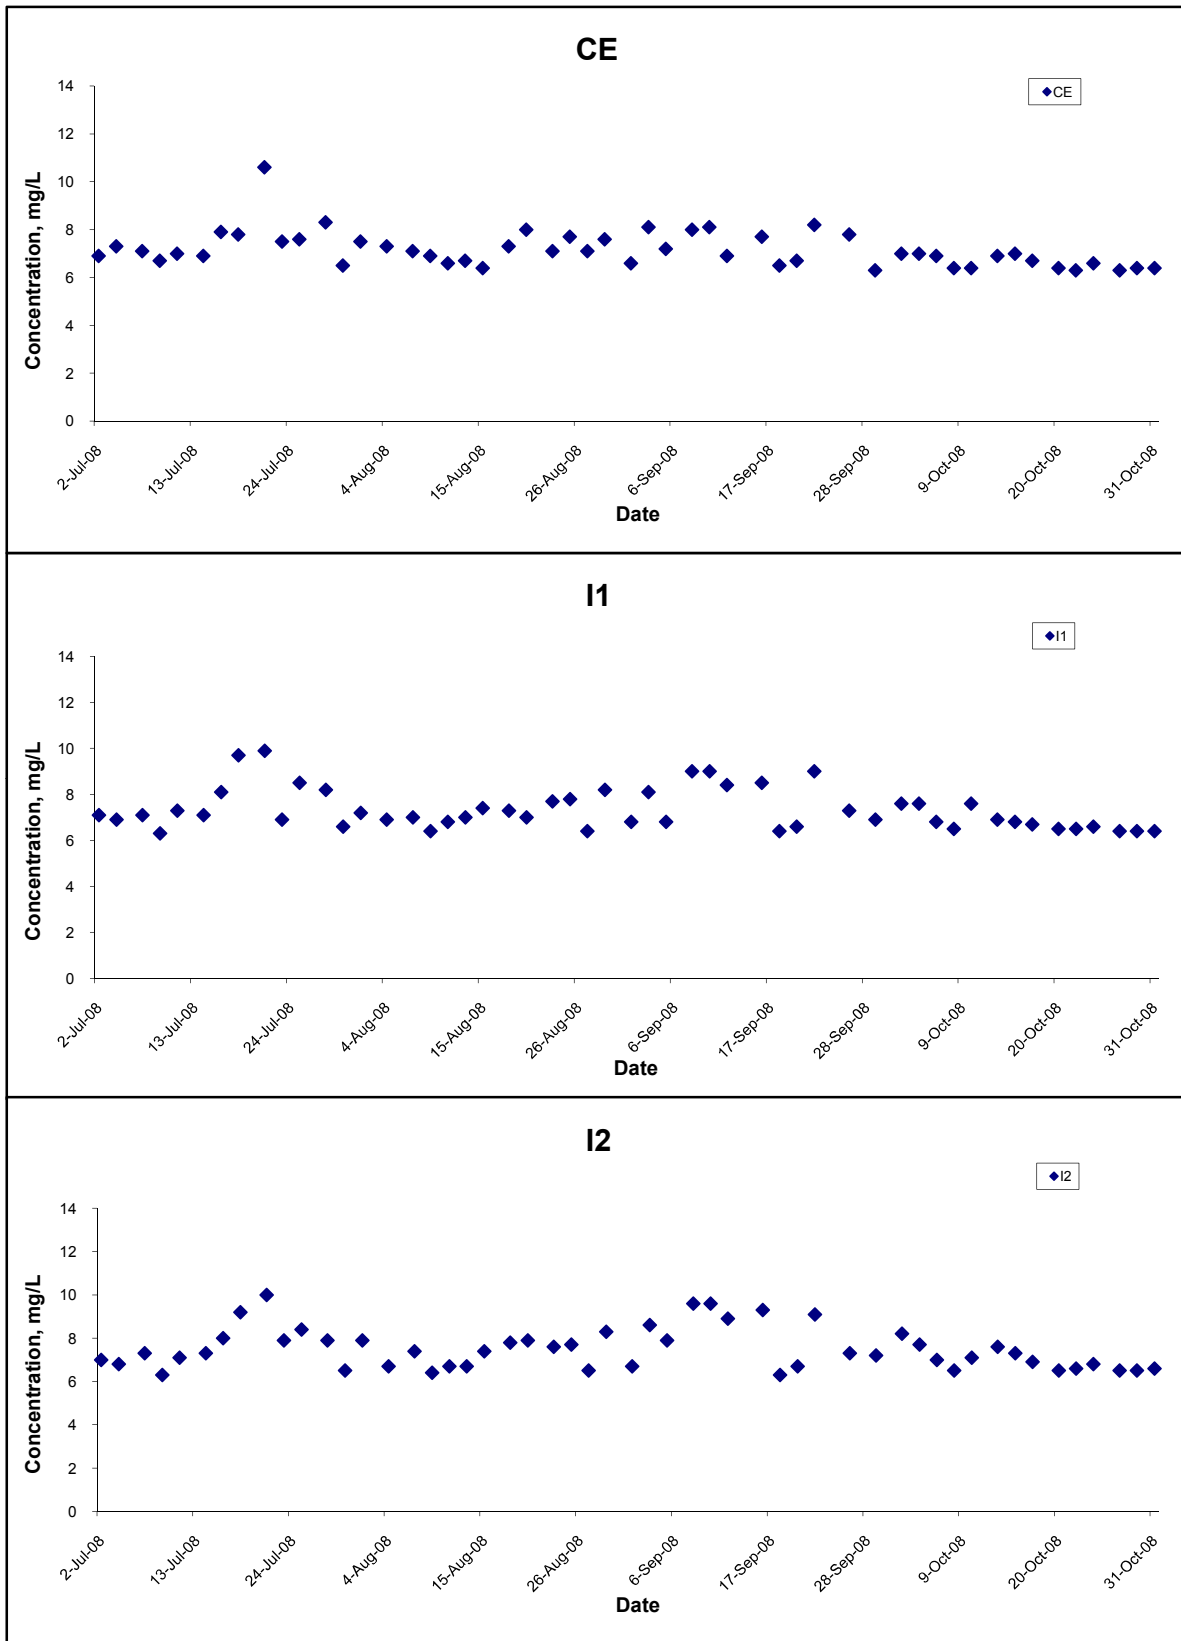 CE
CE
14
12
10
8
6
4
2
0
Concentration, mg/L
2-Jul-08
13-Jul-08
24-Jul-08
4-Aug-08
15-Aug-08
26-Aug-08
6-Sep-08
17-Sep-08
28-Sep-08
9-Oct-08
20-Oct-08
31-Oct-08
Date
I1
I1
14
12
10
8
6
4
2
0
Concentration, mg/L
2-Jul-08
13-Jul-08
24-Jul-08
4-Aug-08
15-Aug-08
26-Aug-08
6-Sep-08
17-Sep-08
28-Sep-08
9-Oct-08
20-Oct-08
31-Oct-08
Date
I2
I2
14
12
10
8
6
4
2
0
Concentration, mg/L
2-Jul-08
13-Jul-08
24-Jul-08
4-Aug-08
15-Aug-08
26-Aug-08
6-Sep-08
17-Sep-08
28-Sep-08
9-Oct-08
20-Oct-08
31-Oct-08
Date